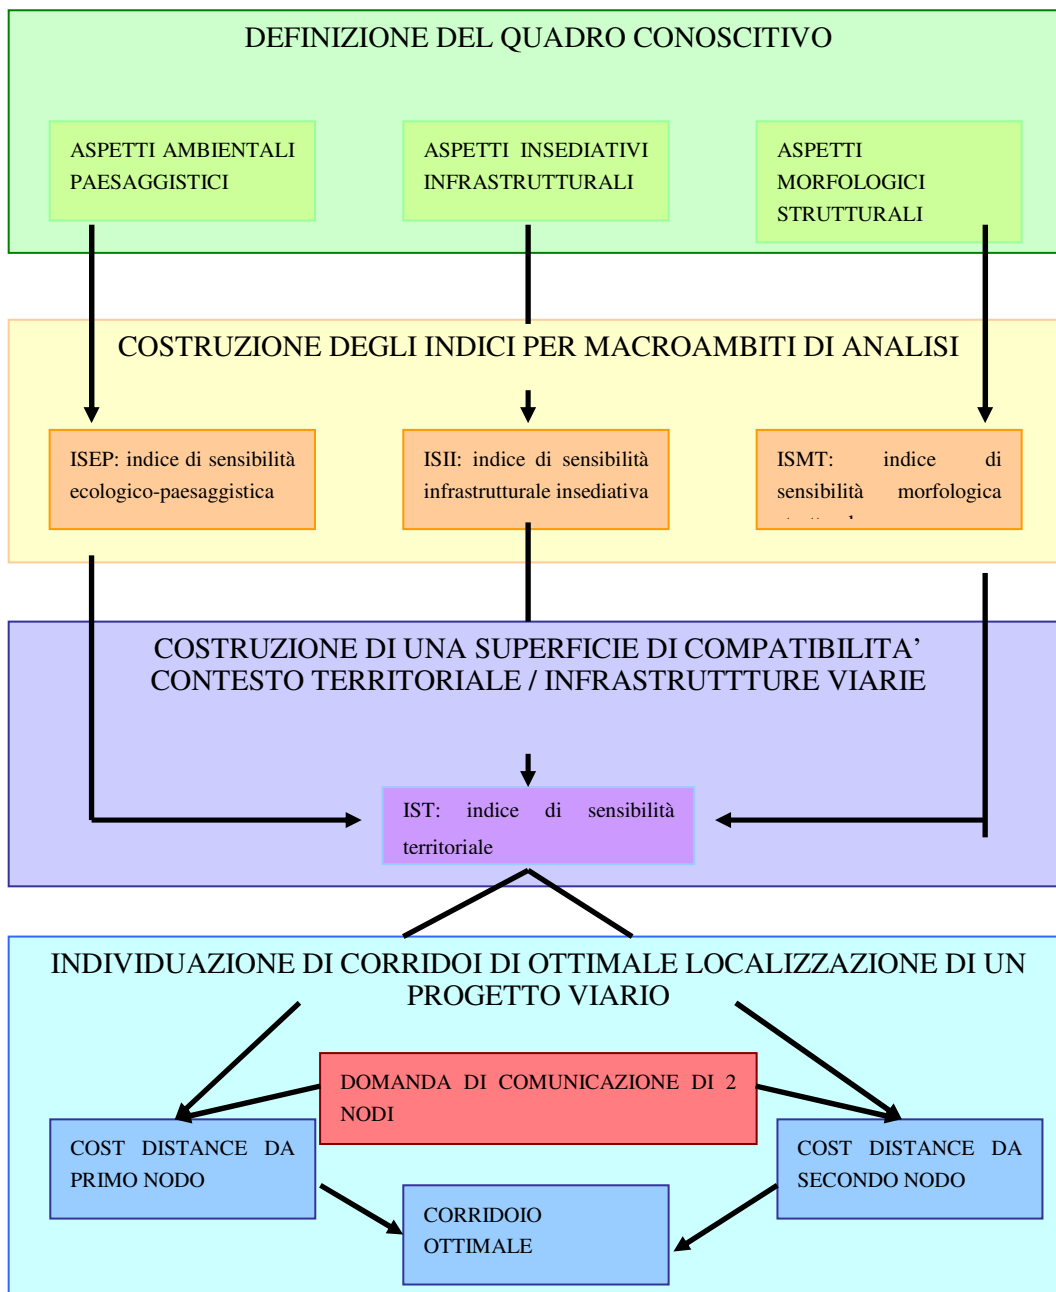 DEFINIZIONE DEL QUADRO CONOSCITIVO
ASPETTI AMBIENTALI
PAESAGGISTICI
ASPETTI INSEDIATIVI
INFRASTRUTTURALI
ASPETTI
MORFOLOGICI
STRUTTURALI
COSTRUZIONE DEGLI INDICI PER MACROAMBITI DI ANALISI
ISEP: indice di sensibilità
ecologico-paesaggistica
ISII: indice di sensibilità
infrastrutturale insediativa
ISMT: indice di
sensibilità morfologica
COSTRUZIONE DI UNA SUPERFICIE DI COMPATIBILITA’
CONTESTO TERRITORIALE / INFRASTRUTTTURE VIARIE
IST: indice di sensibilità
territoriale
INDIVIDUAZIONE DI CORRIDOI DI OTTIMALE LOCALIZZAZIONE DI UN
PROGETTO VIARIO
DOMANDA DI COMUNICAZIONE DI 2
NODI
COST DISTANCE DA
PRIMO NODO
COST DISTANCE DA
SECONDO NODO
CORRIDOIO
OTTIMALE